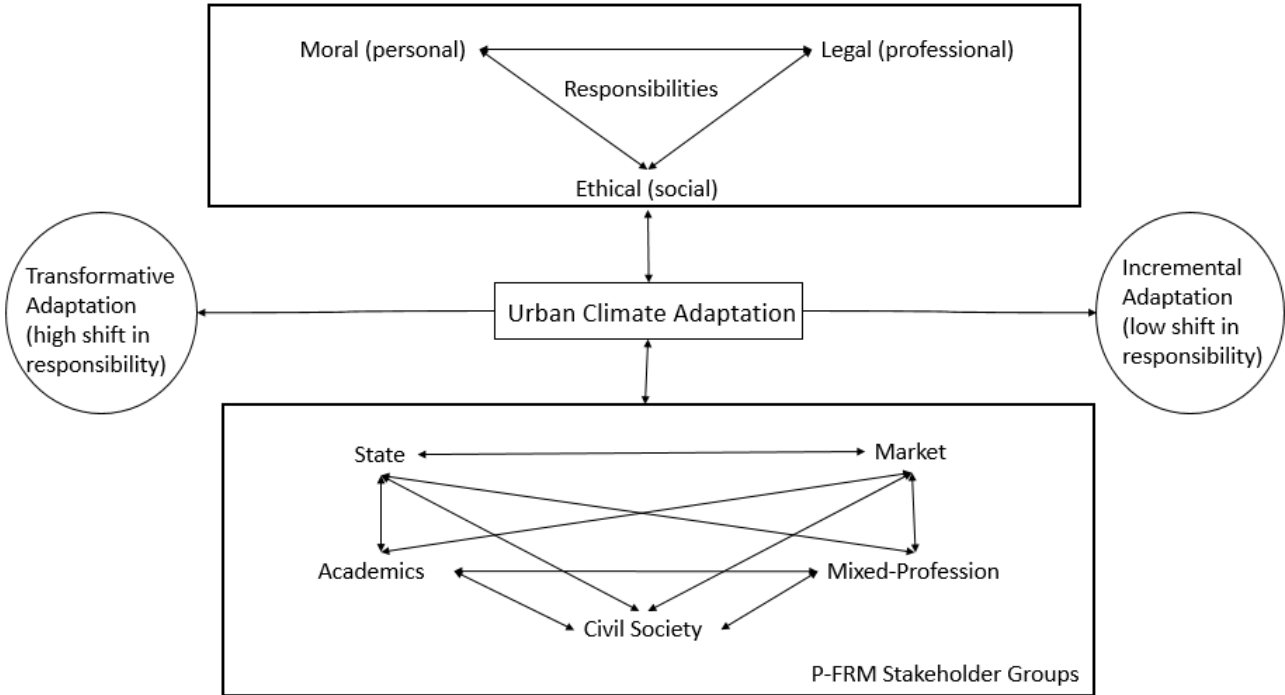 Moral (personal)
Legal (professional)
Responsibilities
Ethical (social)
Transformative
Adaptation
(high shift in
responsibility)
Urban Climate Adaptation
Incremental
Adaptation
(low shift in
responsibility)
State
Market
Academics
Mixed-Profession
Civil Society
P-FRM Stakeholder Groups